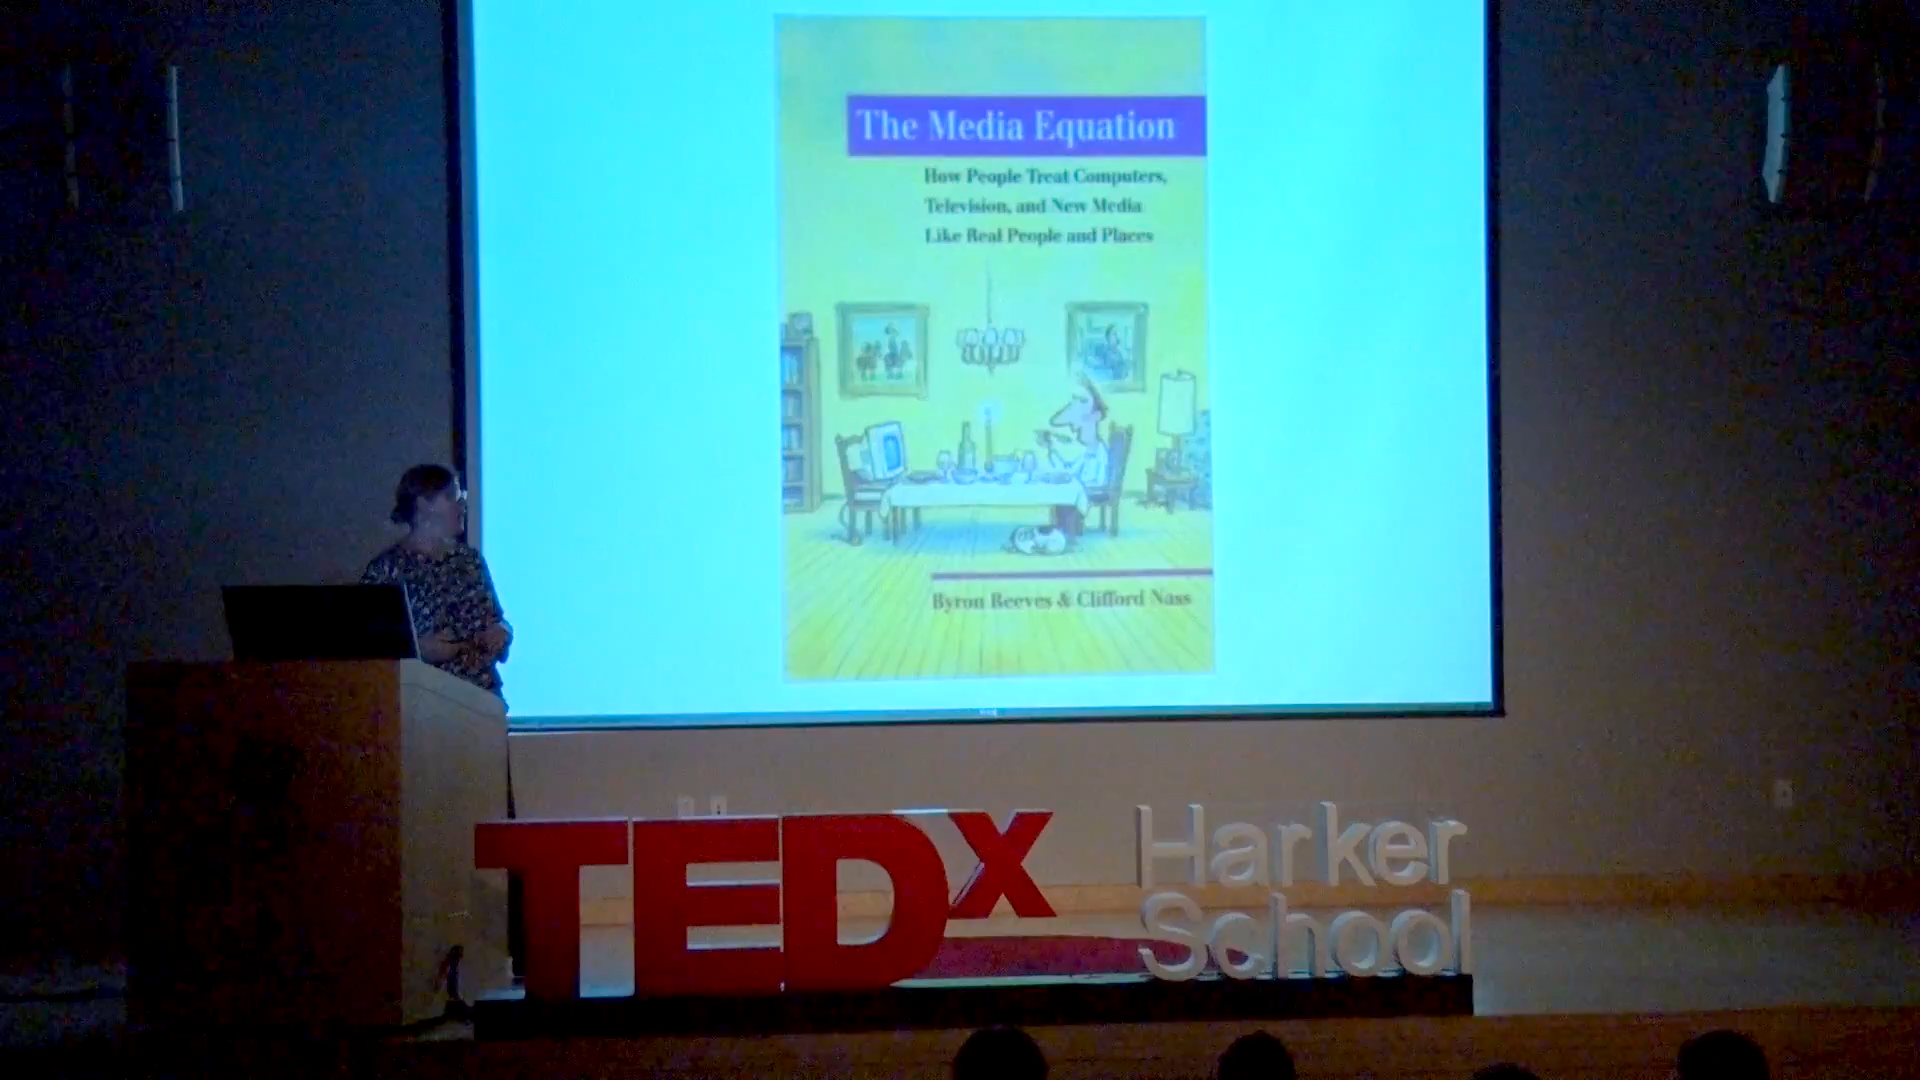 The Media Equation
How People Treat Computers,
Television, and New Media
Like Real People and Places
Byron Reeves & Clifford Nass
TEDx
Harker
School